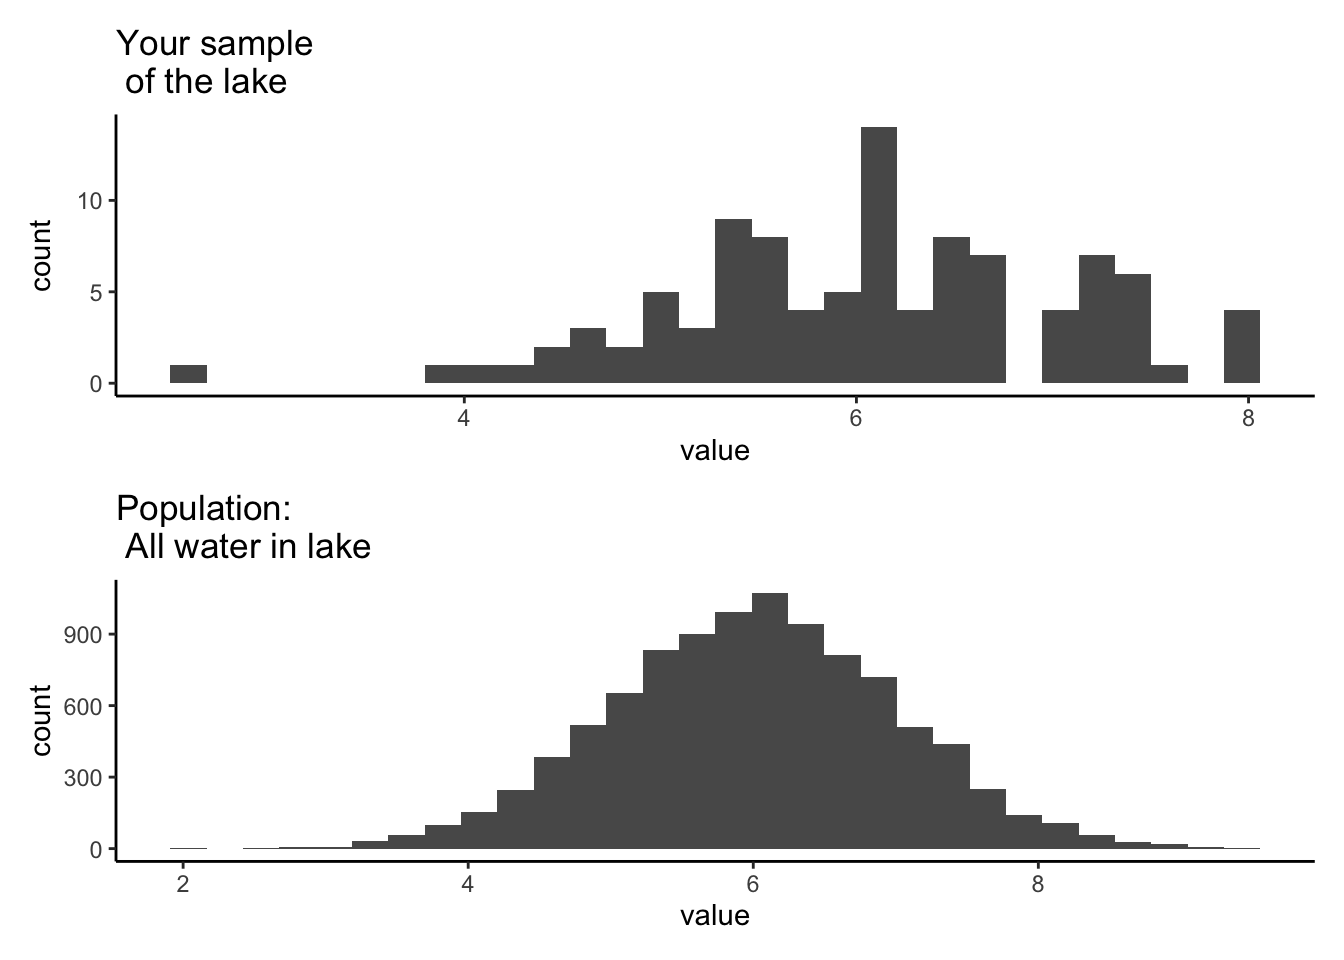 Your sample
of the lake
count
10
5
0
4 6 8
value
Population:
All water in lake
count
900
600
300
0
2 4 6 8
value